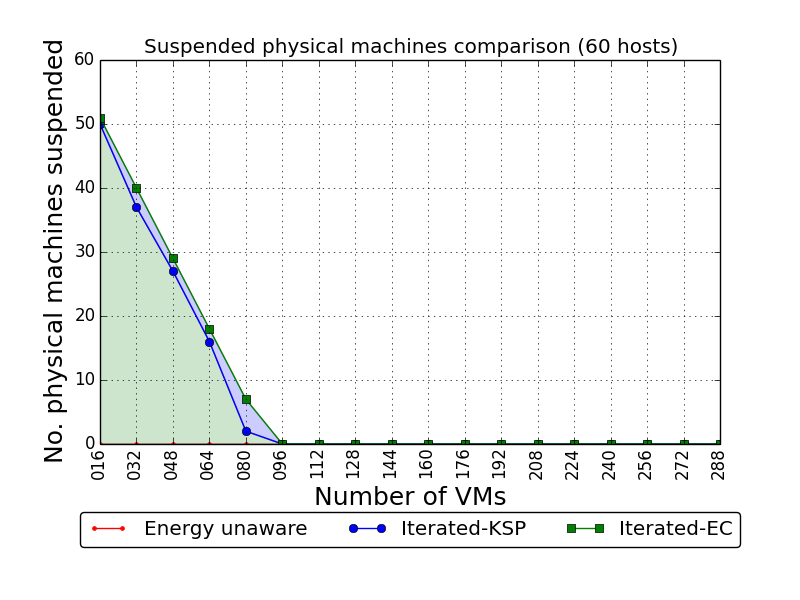 Suspended physical machines comparison (60 hosts)
No. physical machines suspended
60
50
40
30
20
10
0
016 032 048 064 080 096 112 128 144 160 176 192 208 224 240 256 272 288
Number of VMs
Energy unaware Iterated-KSP Iterated-EC